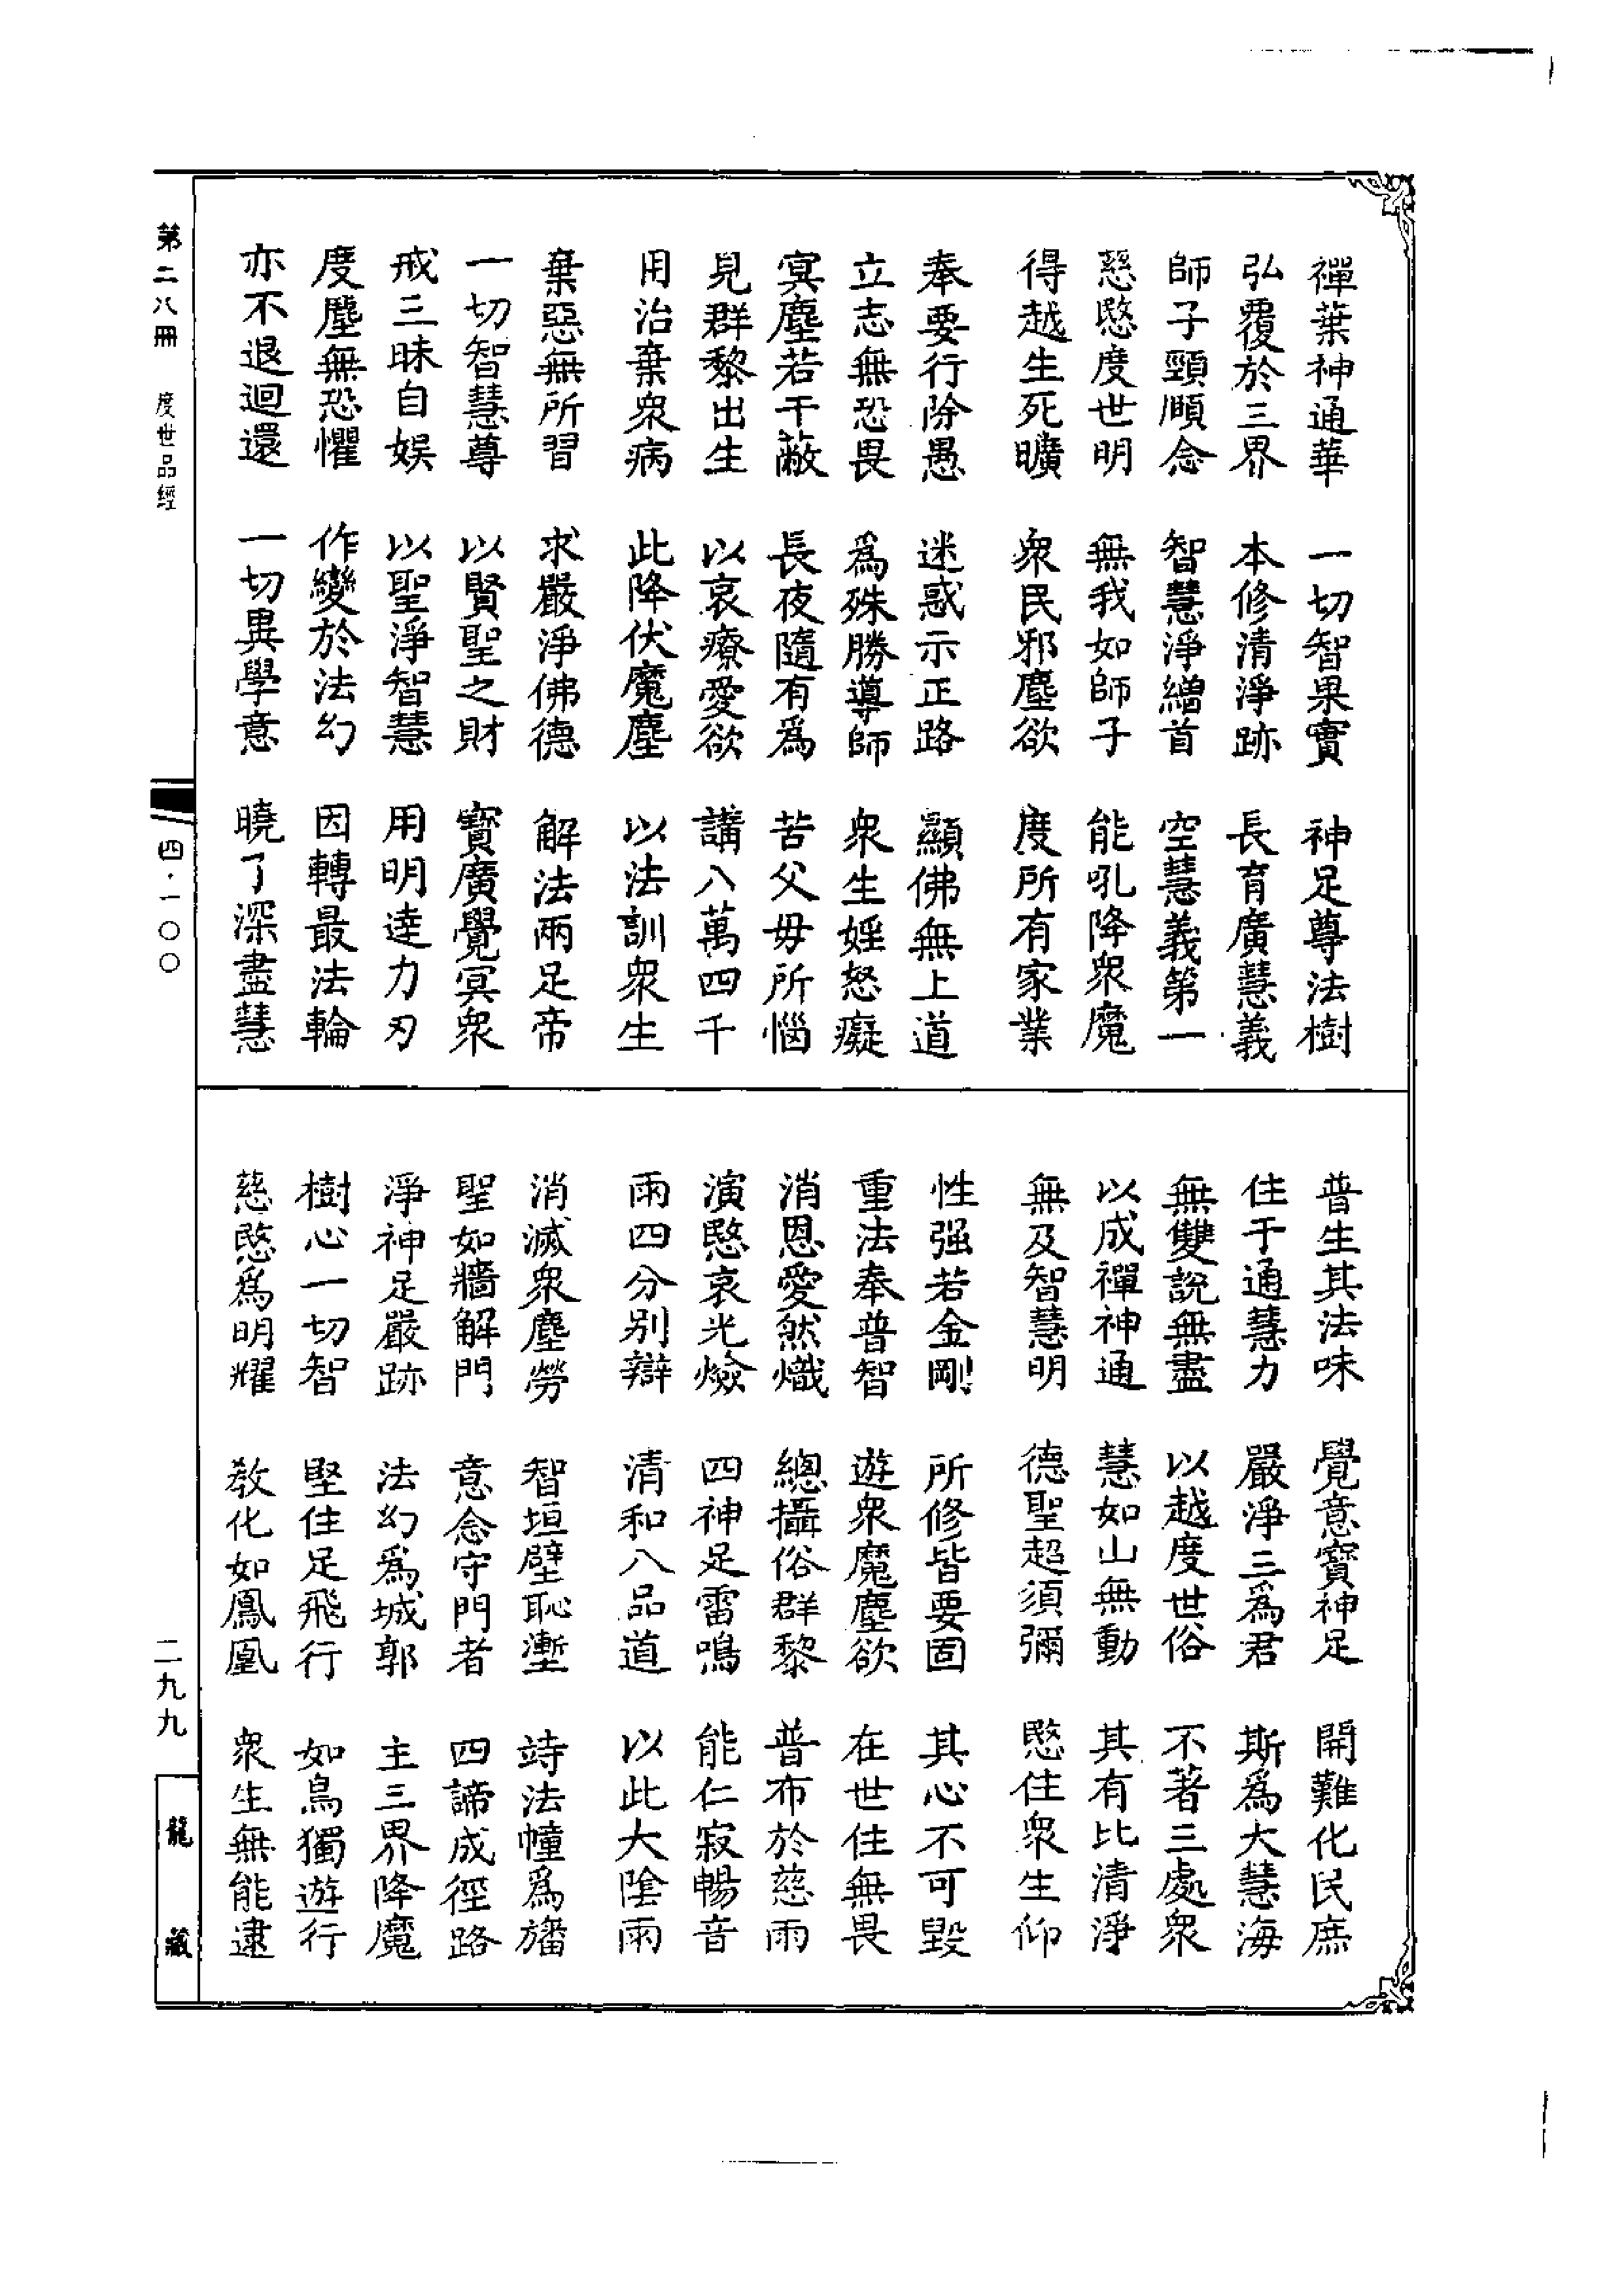 禪葉神通華　一切智果實　神足尊法樹
弘覆於三界　本修清淨跡　長育廣慧義
師子頸順念　智慧淨繒首　空慧義第一
慈愍度世明　無我如師子　能吼降衆魔
得越生死曠　衆民邪塵欲　度所有家業
奉要行除愚　迷惑示正路　顯佛無上道
立志無恐畏　爲殊勝導師　衆生婬怒癡
㝠塵若干蔽　長夜隨有爲　苦父毋所惱
見群黎出生　以哀療愛欲　講八萬四千
用治棄衆病　此降伏魔塵　以法訓衆生
棄惡無所習　求嚴淨佛德　解法兩足帝
一切智慧尊　以賢聖之財　寳廣覺冥衆
戒三昧自娛　以聖淨智慧　用明達力刃
度塵無恐懼　作變於法幻　因轉最法輪
亦不退迴還　一切異學意　曉了深盡慧
普生其法味　覺意寳神足　開難化民庶
住于通慧力　嚴淨三爲君　斯爲大慧海
無雙説無盡　以越度世俗　不著三處衆
以成禪神通　慧如山無動　其有比清淨
無及智慧明　德聖超須彌　愍住衆生仰
性强若金剛　所修皆要固　其心不可毀
重法奉普智　遊衆魔塵欲　在世住無畏
消恩愛然熾　總攝俗群黎　普布於慈雨
演愍哀光燄　四神足雷鳴　能仁寂暢音
雨四分别辯　清和八品道　以此大陰雨
消滅衆塵勞　智垣壁恥塹　竒法幢爲旛
聖如牆解門　意念守門者　四諦成徑路
淨神足嚴跡　法幻爲城郭　主三界降魔
樹心一切智　堅住足飛行　如鳥獨遊行
慈愍爲明耀　教化如鳳凰　衆生無能逮
第二八冊　度世品經
四·一〇〇
二九九
龍藏